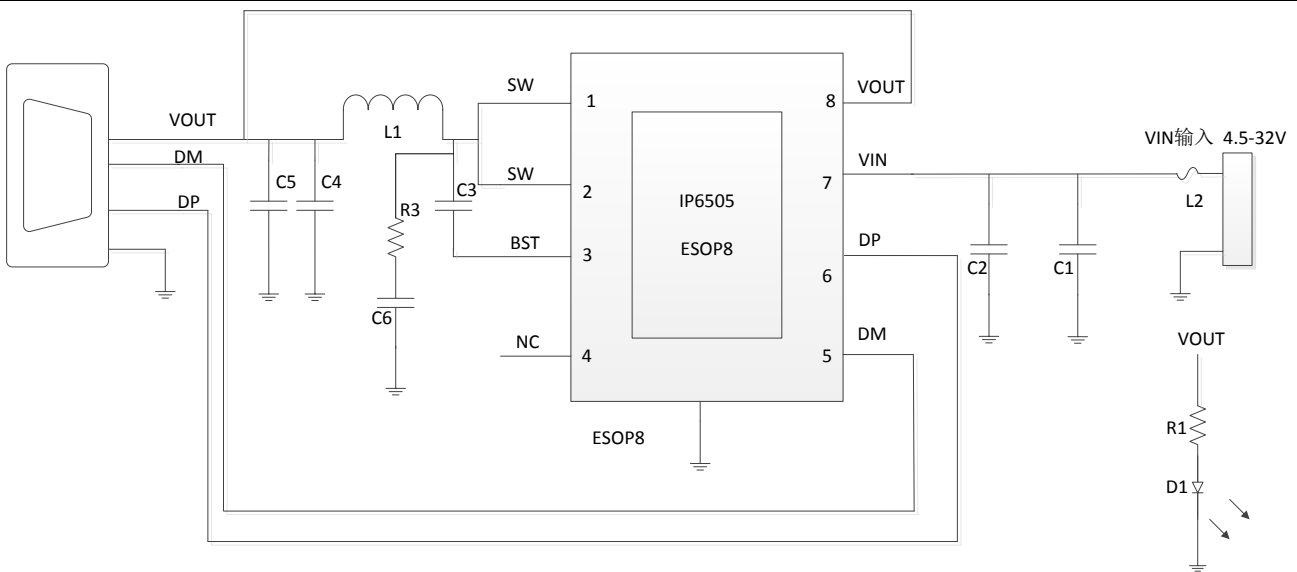 SW
1
8
VOUT
VOUT
L1
VIN输入 4.5-32V
DM
VIN
C5
C4
SW
C3
2
7
DP
R3
IP6505
L2
BST
ESOP8
DP
3
6
C2
C1
C6
NC
4
5
DM
VOUT
ESOP8
R1
D1